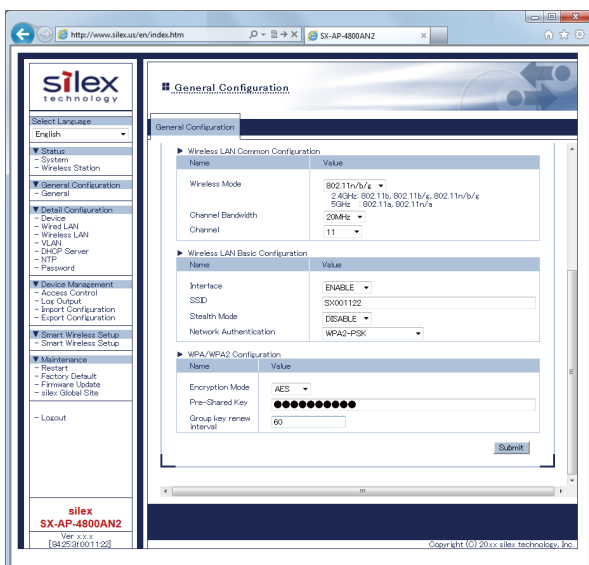 http://www.silex.us/en/index.htm
SX-AP-4800AN2
silex
technology
Select Language
English
▼ Status
- System
- Wireless Station
▼ General Configuration
- General
▼ Detail Configuration
- Device
- Wired LAN
- Wireless LAN
- VLAN
- DHCP Server
- NTP
- Password
▼ Device Management
- Access Control
- Log Output
- Import Configuration
- Export Configuration
▼ Smart Wireless Setup
- Smart Wireless Setup
▼ Maintenance
- Restart
- Factory Default
- Firmware Update
- silex Global Site
- Logout
silex
SX-AP-4800AN2
Ver x.x.x
[84:25:3f:00:11:22]
General Configuration
General Configuration
▶ Wireless LAN Common Configuration
Name Value
Wireless Mode 802.11n/b/g
2.4GHz: 802.11b, 802.11b/g, 802.11n/b/g
5GHz : 802.11a, 802.11n/a
Channel Bandwidth 20MHz
Channel 11
▶ Wireless LAN Basic Configuration
Name Value
Interface ENABLE
SSID SX001122
Stealth Mode DISABLE
Network Authentication WPA2-PSK
▶ WPA/WPA2 Configuration
Name Value
Encryption Mode AES
Pre-Shared Key ●●●●●●●●●●
Group key renew
interval 60
Submit
Copyright (C) 20xx silex technology, Inc.